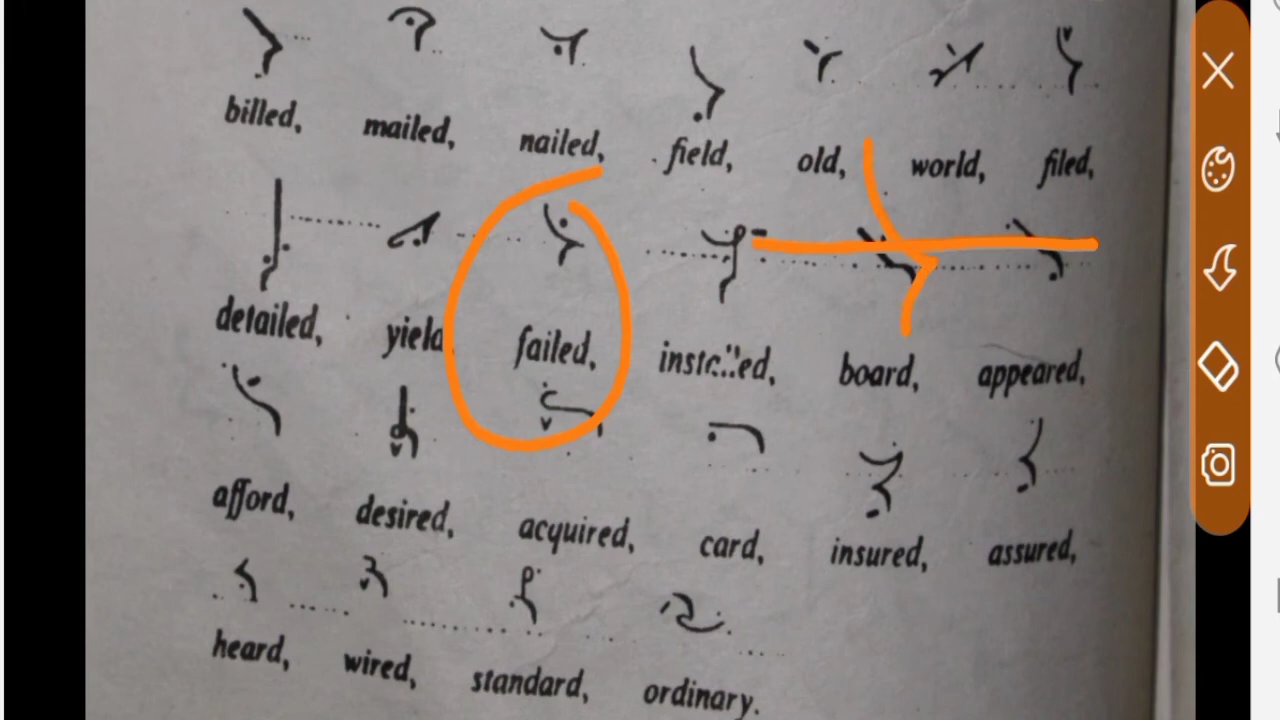 billed, mailed, nailed, field, old, world, filed,
detailed, yield failed, board, appeared,
afford, desired, acquired, card, insured, assured,
heard, wired, standard, ordinary.